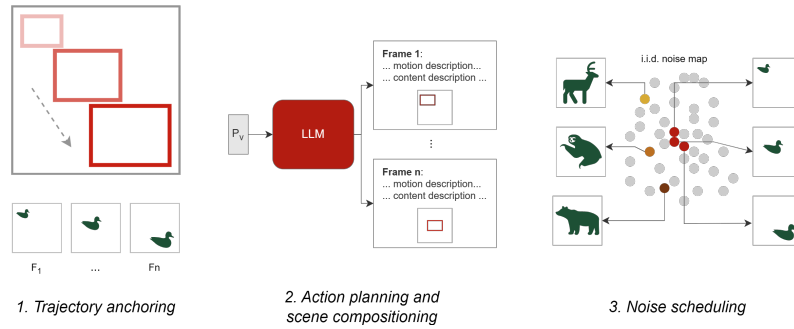 F1
...
Fn
1. Trajectory anchoring
Pv
LLM
Frame 1:
... motion description...
... content description ...
...
Frame n:
... motion description...
... content description ...
2. Action planning and
scene compositioning
i.i.d. noise map
3. Noise scheduling